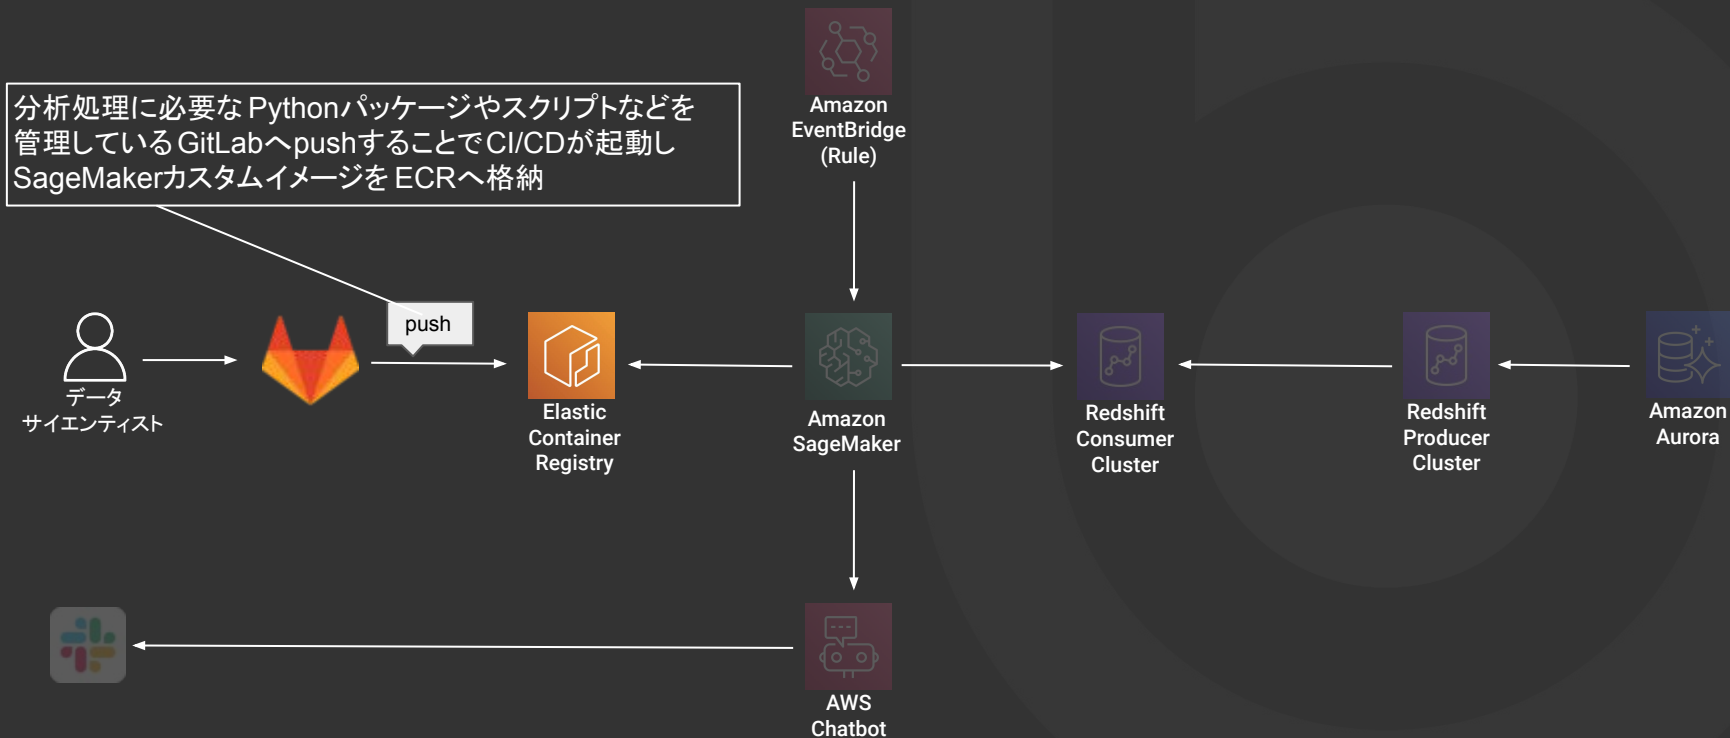 Amazon
EventBridge
(Rule)
分析処理に必要な Pythonパッケージやスクリプトなどを
管理しているGitLabへpushすることでCI/CDが起動し
SageMakerカスタムイメージを ECRへ格納
push
データ
サイエンティスト
Elastic
Container
Registry
Amazon
SageMaker
Redshift
Consumer
Cluster
Redshift
Producer
Cluster
Amazon
Aurora
AWS
Chatbot